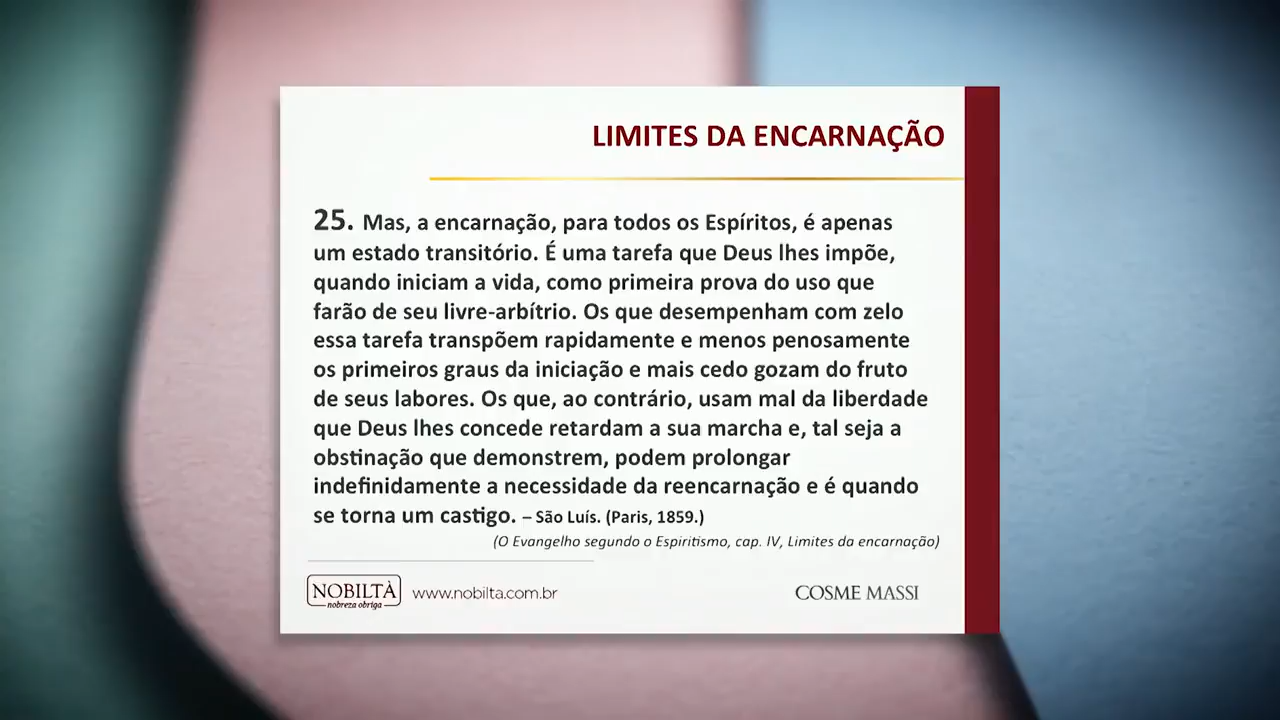 LIMITES DA ENCARNAÇÃO
25. Mas, a encarnação, para todos os Espíritos, é apenas
um estado transitório. É uma tarefa que Deus lhes impõe,
quando iniciam a vida, como primeira prova do uso que
farão de seu livre-arbítrio. Os que desempenham com zelo
essa tarefa transpõem rapidamente e menos penosamente
os primeiros graus da iniciação e mais cedo gozam do fruto
de seus labores. Os que, ao contrário, usam mal da liberdade
que Deus lhes concede retardam a sua marcha e, tal seja a
obstinação que demonstrem, podem prolongar
indefinidamente a necessidade da reencarnação e é quando
se torna um castigo. – São Luís. (Paris, 1859.)
(O Evangelho segundo o Espiritismo, cap. IV, Limites da encarnação)
NOBILTÀ
nobreza obriga
www.nobilta.com.br
COSME MASSI